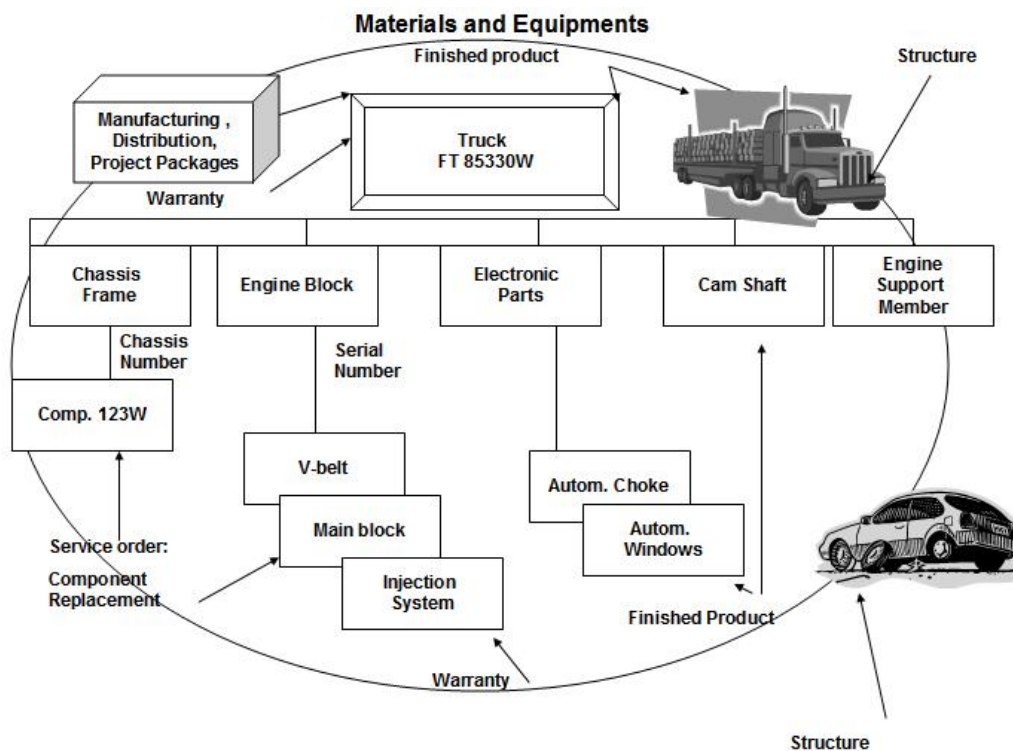 Materials and Equipments
Finished product
Structure
Manufacturing ,
Distribution,
Project Packages
Truck
FT 85330W
Warranty
Chassis
Frame
Engine Block
Electronic
Parts
Cam Shaft
Engine
Support
Member
Chassis
Number
Serial
Number
Comp. 123W
V-belt
Autom. Choke
Main block
Autom.
Windows
Service order:
Component
Replacement
Injection
System
Finished Product
Warranty
Structure